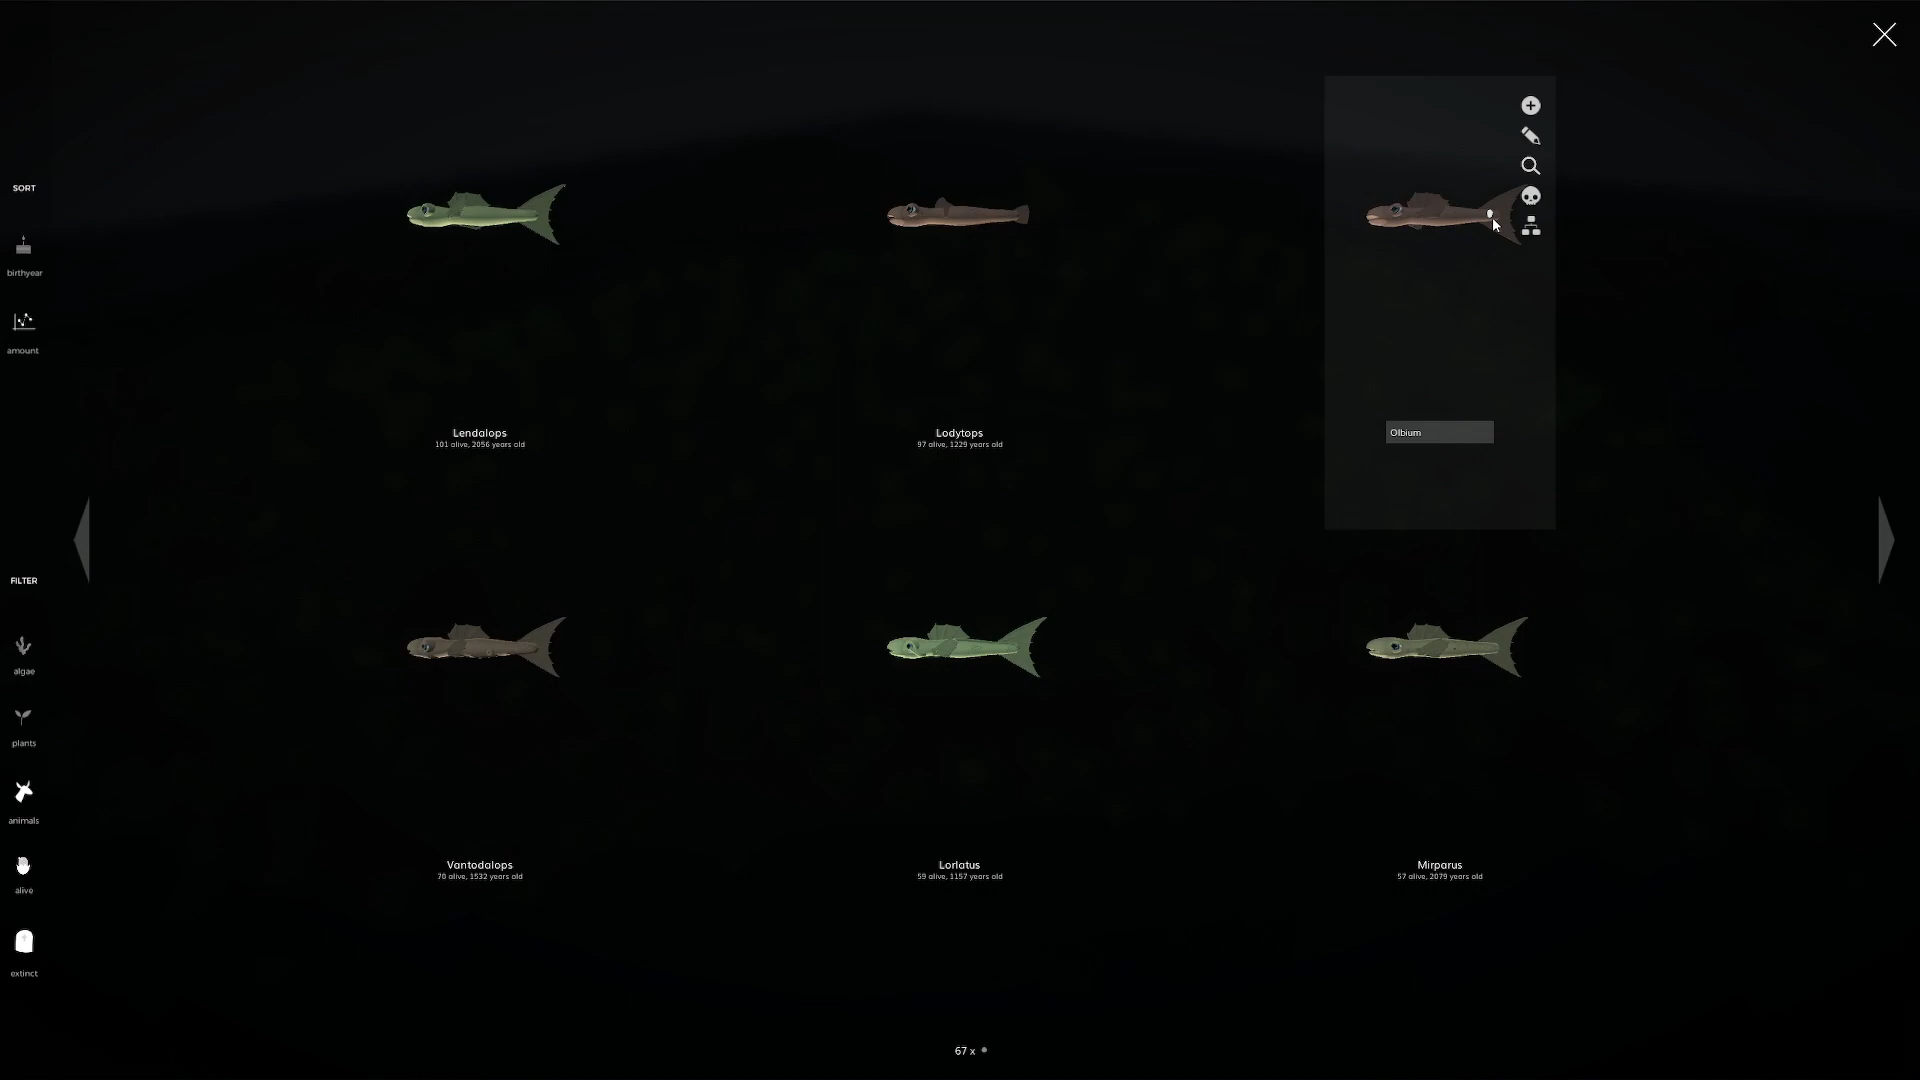 SORT
birthyear
amount
FILTER
algae
plants
animals
alive
extinct
Lendalops
101 alive, 2056 years old
Lodytops
97 alive, 1229 years old
Olbium
Vantodalops
70 alive, 1532 years old
Lorlatus
59 alive, 1157 years old
Mirparus
57 alive, 2079 years old
67 x